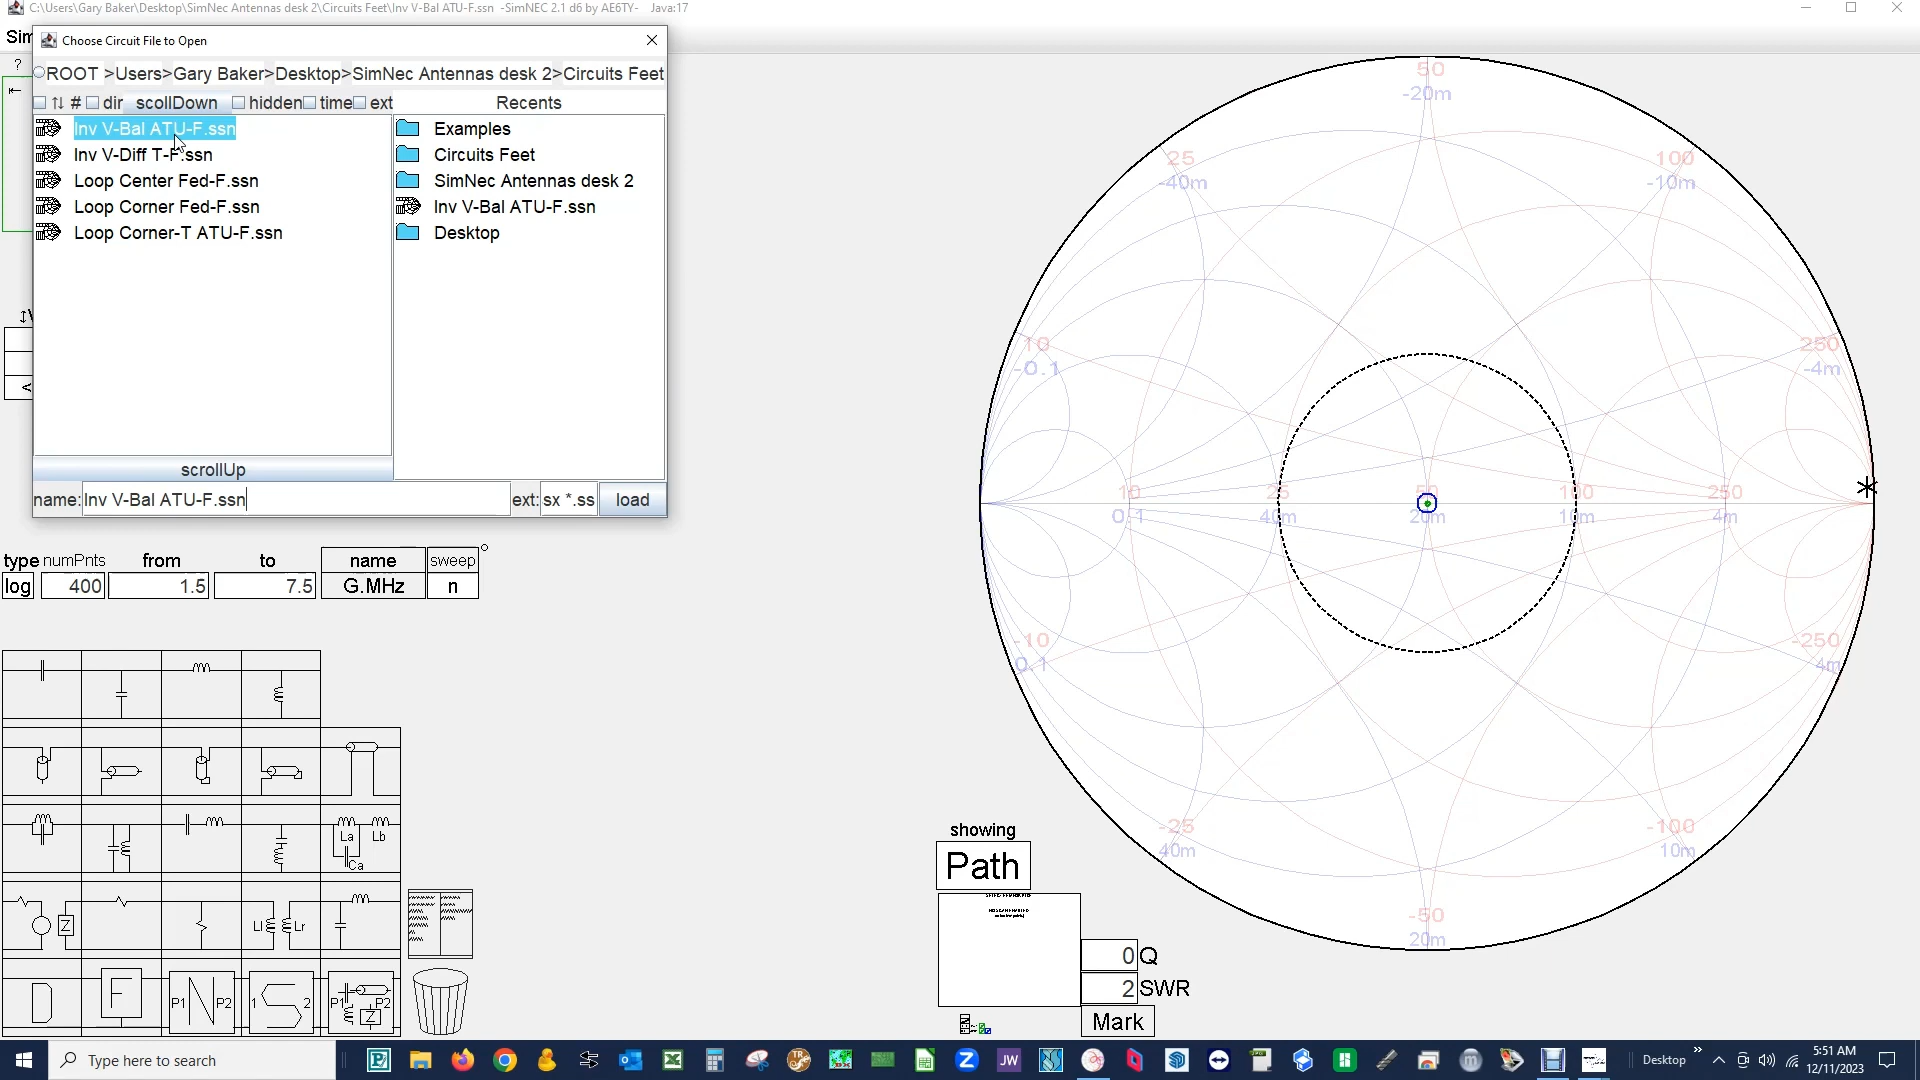 C:\Users\Gary Baker\Desktop\SimNec Antennas desk 2\Circuits Feet\Inv V-Bal ATU-F.ssn -SimNEC 2.1 d6 by AE6TY- Java:17
Sim
Choose Circuit File to Open
?
ROOT >Users>Gary Baker>Desktop>SimNec Antennas desk 2>Circuits Feet
# dir scollDown hidden time ext Recents
Inv V-Bal ATU-F.ssn
Inv V-Diff T-F.ssn
Loop Center Fed-F.ssn
Loop Corner Fed-F.ssn
Loop Corner-T ATU-F.ssn
Examples
Circuits Feet
SimNec Antennas desk 2
Inv V-Bal ATU-F.ssn
Desktop
scrollUp
name: Inv V-Bal ATU-F.ssn ext: sx *.ss load
type numPnts from to name sweep
log 400 1.5 7.5 G.MHz n
La Lb
Ca
Z
Ll Lr
D F P1 N P2 1 S 2 P1 P2
Z
50
-20m
25
-40m
100
-10m
10
-0.1
250
-4m
10 25 50 100 250
0.1 40m 20m 10m 4m
-10
0.1
-250
4m
-25
40m
-100
10m
-50
20m
showing
Path
0 Q
2 SWR
Mark
Type here to search
JW
Desktop
5:51 AM
12/11/2023